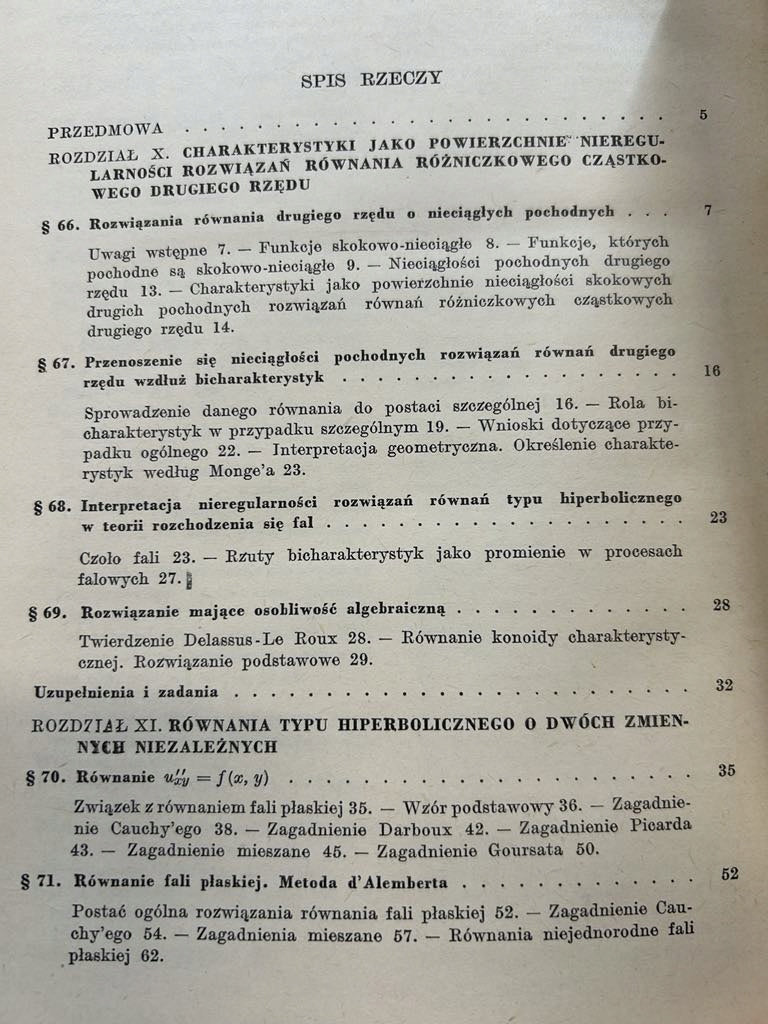 SPIS RZECZY
PRZEDMOWA . . . . . . . . . . . . . . . . . . . . . . . . . 5
ROZDZIAŁ X. CHARAKTERYSTYKI JAKO POWIERZCHNIE NIEREGU-
LARNOŚCI ROZWIĄZAŃ RÓWNANIA RÓŻNICZKOWEGO CZĄSTKO-
WEGO DRUGIEGO RZĘDU
§ 66. Rozwiązania równania drugiego rzędu o nieciągłych pochodnych . . . 7
Uwagi wstępne 7. — Funkcje skokowo-nieciągłe 8. — Funkcje, których
pochodne są skokowo-nieciągłe 9. — Nieciągłości pochodnych drugiego
rzędu 13. — Charakterystyki jako powierzchnie nieciągłości skokowych
drugich pochodnych rozwiązań równań różniczkowych cząstkowych
drugiego rzędu 14.
§ 67. Przenoszenie się nieciągłości pochodnych rozwiązań równań drugiego
rzędu wzdłuż bicharakterystyk . . . . . . . . . . . . . . . . . . 16
Sprowadzenie danego równania do postaci szczególnej 16. — Rola bi-
charakterystyk w przypadku szczególnym 19. — Wnioski dotyczące przy-
padku ogólnego 22. — Interpretacja geometryczna. Określenie charakte-
rystyk według Monge'a 23.
§ 68. Interpretacja nieregularności rozwiązań równań typu hiperbolicznego
w teorii rozchodzenia się fal . . . . . . . . . . . . . . . . . . . 23
Czoło fali 23. — Rzuty bicharakterystyk jako promienie w procesach
falowych 27.
§ 69. Rozwiązanie mające osobliwość algebraiczną . . . . . . . . . . . . . 28
Twierdzenie Delassus-Le Roux 28. — Równanie konoidy charakterysty-
cznej. Rozwiązanie podstawowe 29.
Uzupełnienia i zadania . . . . . . . . . . . . . . . . . . . . . . . . 32
ROZDZIAŁ XI. RÓWNANIA TYPU HIPERBOLICZNEGO O DWÓCH ZMIEN-
NYCH NIEZALEŻNYCH
§ 70. Równanie u''xy = f(x, y) . . . . . . . . . . . . . . . . . . . . . 35
Związek z równaniem fali płaskiej 35. — Wzór podstawowy 36. — Zagadnie-
nie Cauchy'ego 38. — Zagadnienie Darboux 42. — Zagadnienie Picarda
43. — Zagadnienie mieszane 45. — Zagadnienie Goursata 50.
§ 71. Równanie fali płaskiej. Metoda d'Alemberta . . . . . . . . . . . . . 52
Postać ogólna rozwiązania równania fali płaskiej 52. — Zagadnienie Cau-
chy'ego 54. — Zagadnienia mieszane 57. — Równania niejednorodne fali
płaskiej 62.